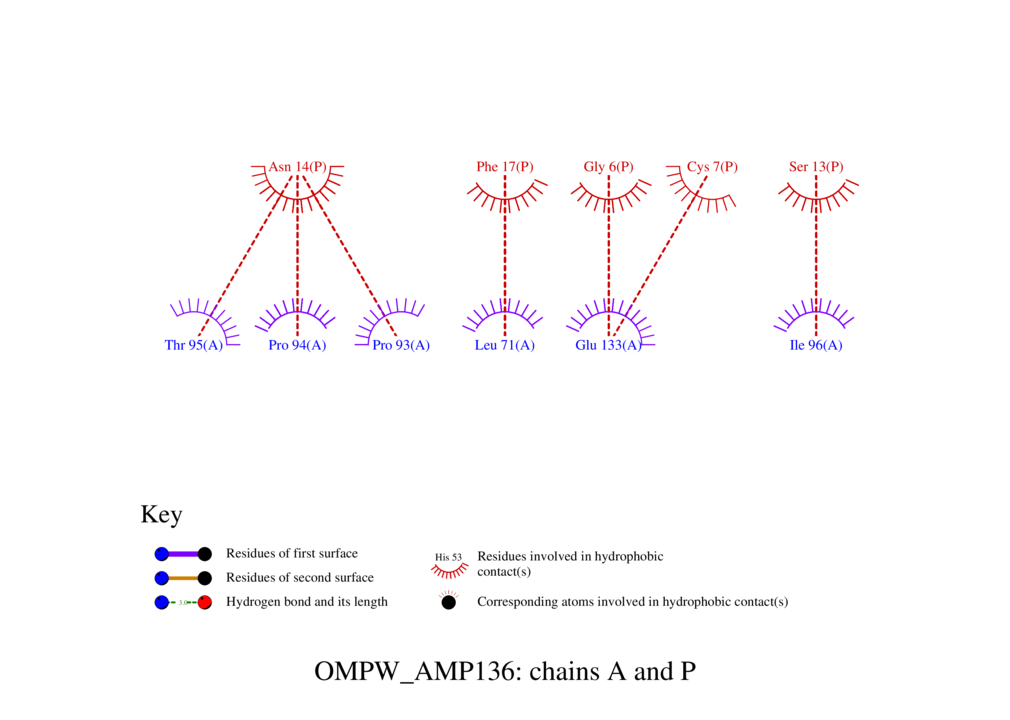 Asn 14(P) Phe 17(P) Gly 6(P) Cys 7(P) Ser 13(P)
Thr 95(A) Pro 94(A) Pro 93(A) Leu 71(A) Glu 133(A) Ile 96(A)
Key
Residues of first surface
Residues of second surface
3.0 Hydrogen bond and its length
His 53 Residues involved in hydrophobic
contact(s)
Corresponding atoms involved in hydrophobic contact(s)
OMPW_AMP136: chains A and P